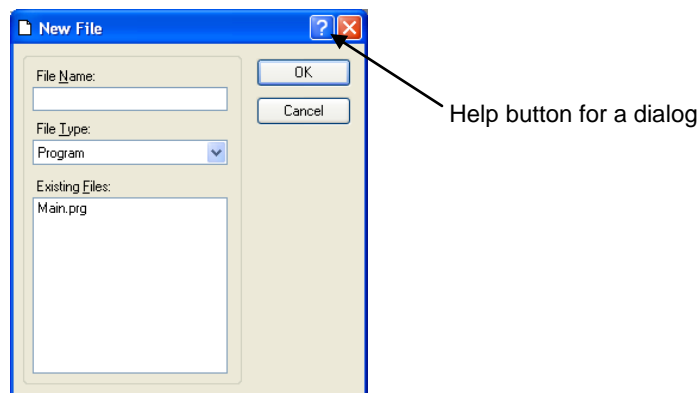 New File
?
File Name:
OK
Cancel
Help button for a dialog
File Type:
Program
Existing Files:
Main.prg